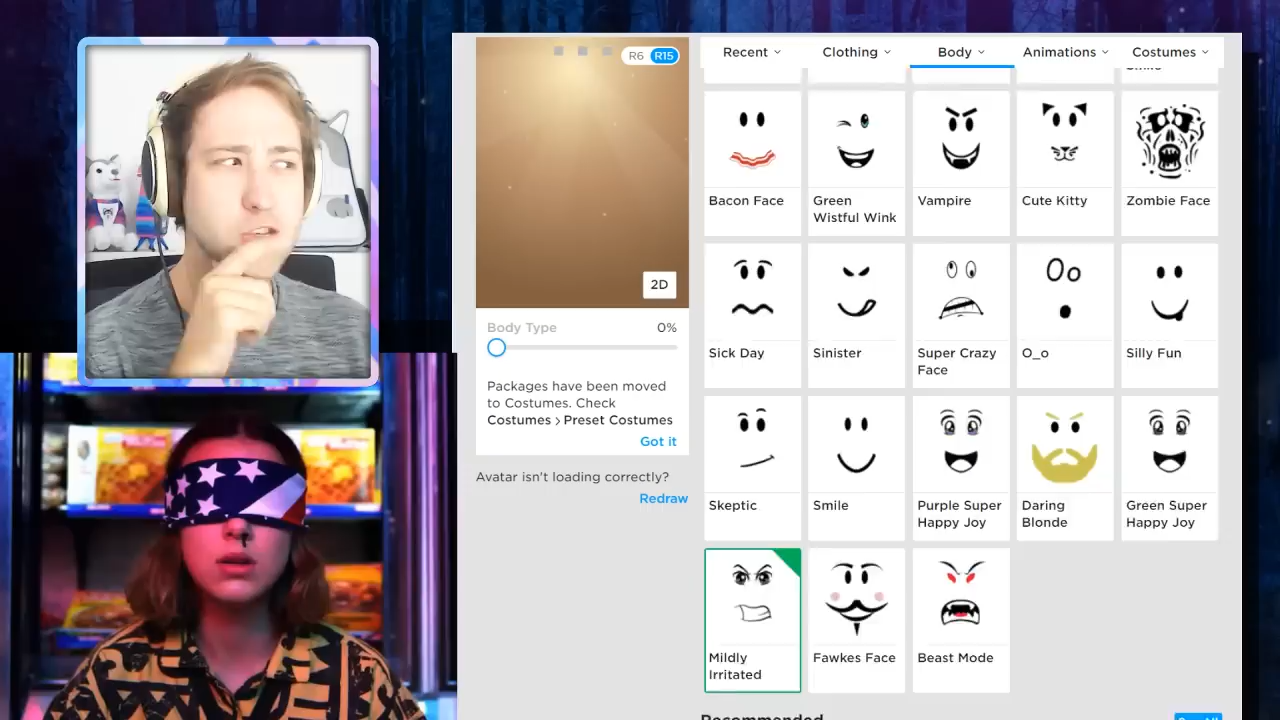 R6 R15
2D
Body Type 0%
Packages have been moved
to Costumes. Check
Costumes > Preset Costumes
Got it
Avatar isn't loading correctly?
Redraw
Recent Clothing Body Animations Costumes
Bacon Face
Green
Wistful Wink
Vampire
Cute Kitty
Zombie Face
Sick Day
Sinister
Super Crazy
Face
O_o
Silly Fun
Skeptic
Smile
Purple Super
Happy Joy
Daring
Blonde
Green Super
Happy Joy
Mildly
Irritated
Fawkes Face
Beast Mode
Recommended